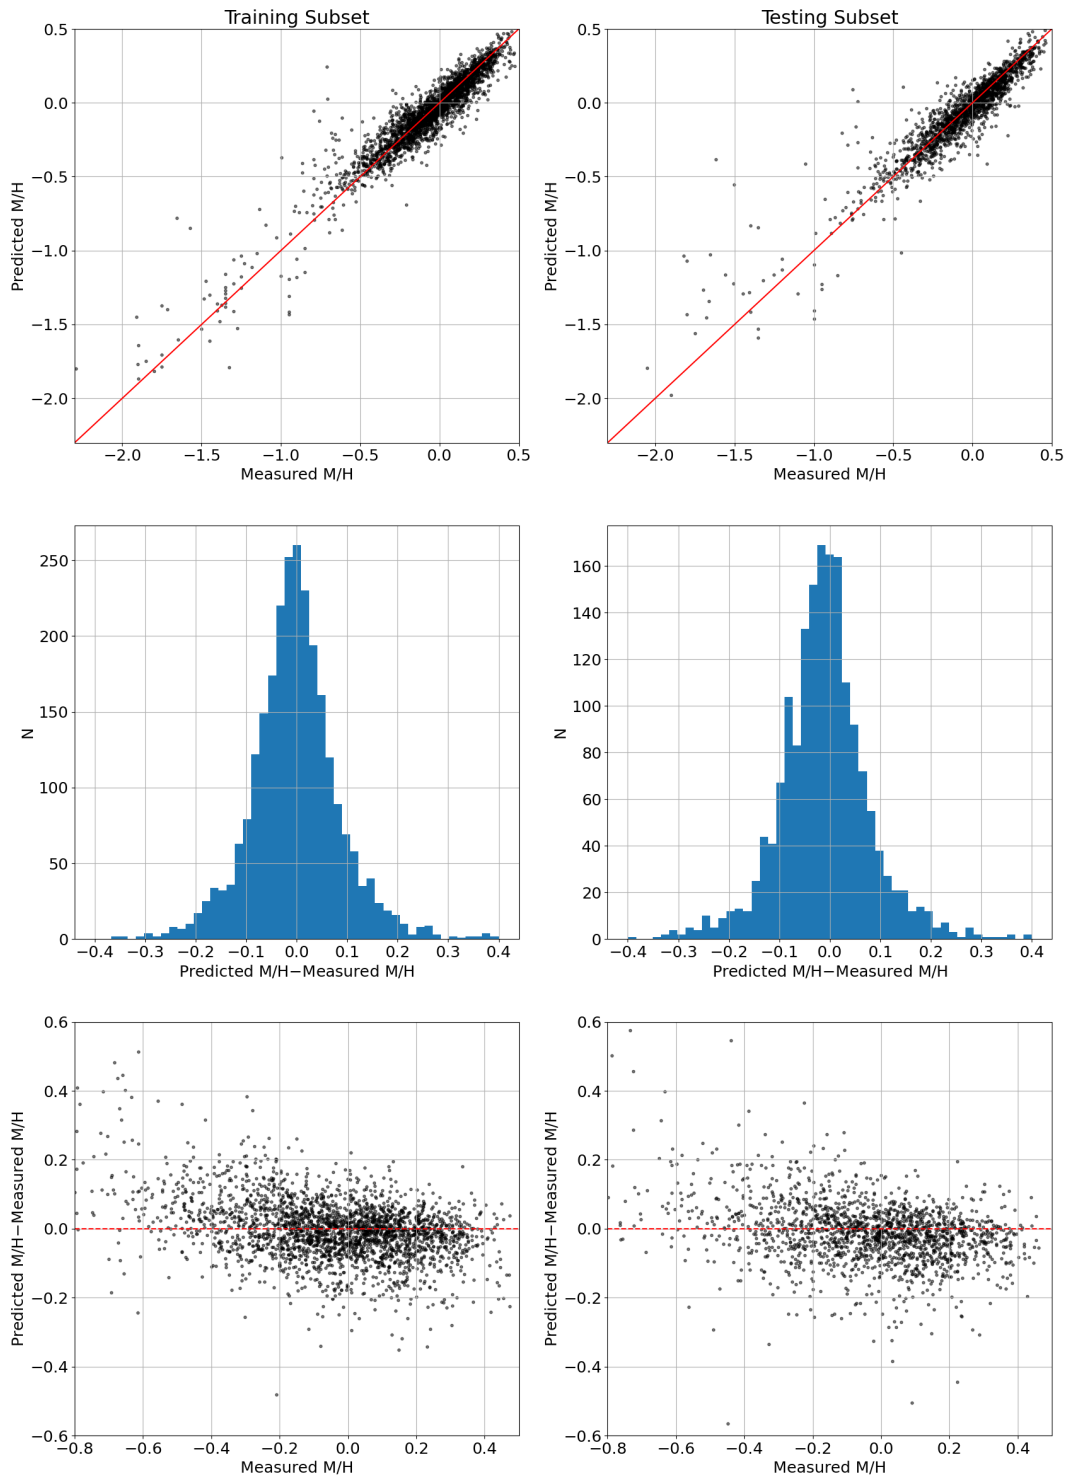 Training Subset
Testing Subset
0.5
0.0
−0.5
−1.0
−1.5
−2.0
Predicted M/H
−2.0 −1.5 −1.0 −0.5 0.0 0.5
Measured M/H
0.5
0.0
−0.5
−1.0
−1.5
−2.0
Predicted M/H
−2.0 −1.5 −1.0 −0.5 0.0 0.5
Measured M/H
250
200
150
100
50
0
N
−0.4 −0.3 −0.2 −0.1 0.0 0.1 0.2 0.3 0.4
Predicted M/H−Measured M/H
160
140
120
100
80
60
40
20
0
N
−0.4 −0.3 −0.2 −0.1 0.0 0.1 0.2 0.3 0.4
Predicted M/H−Measured M/H
0.6
0.4
0.2
0.0
−0.2
−0.4
−0.6
Predicted M/H−Measured M/H
−0.8 −0.6 −0.4 −0.2 0.0 0.2 0.4
Measured M/H
0.6
0.4
0.2
0.0
−0.2
−0.4
−0.6
Predicted M/H−Measured M/H
−0.8 −0.6 −0.4 −0.2 0.0 0.2 0.4
Measured M/H